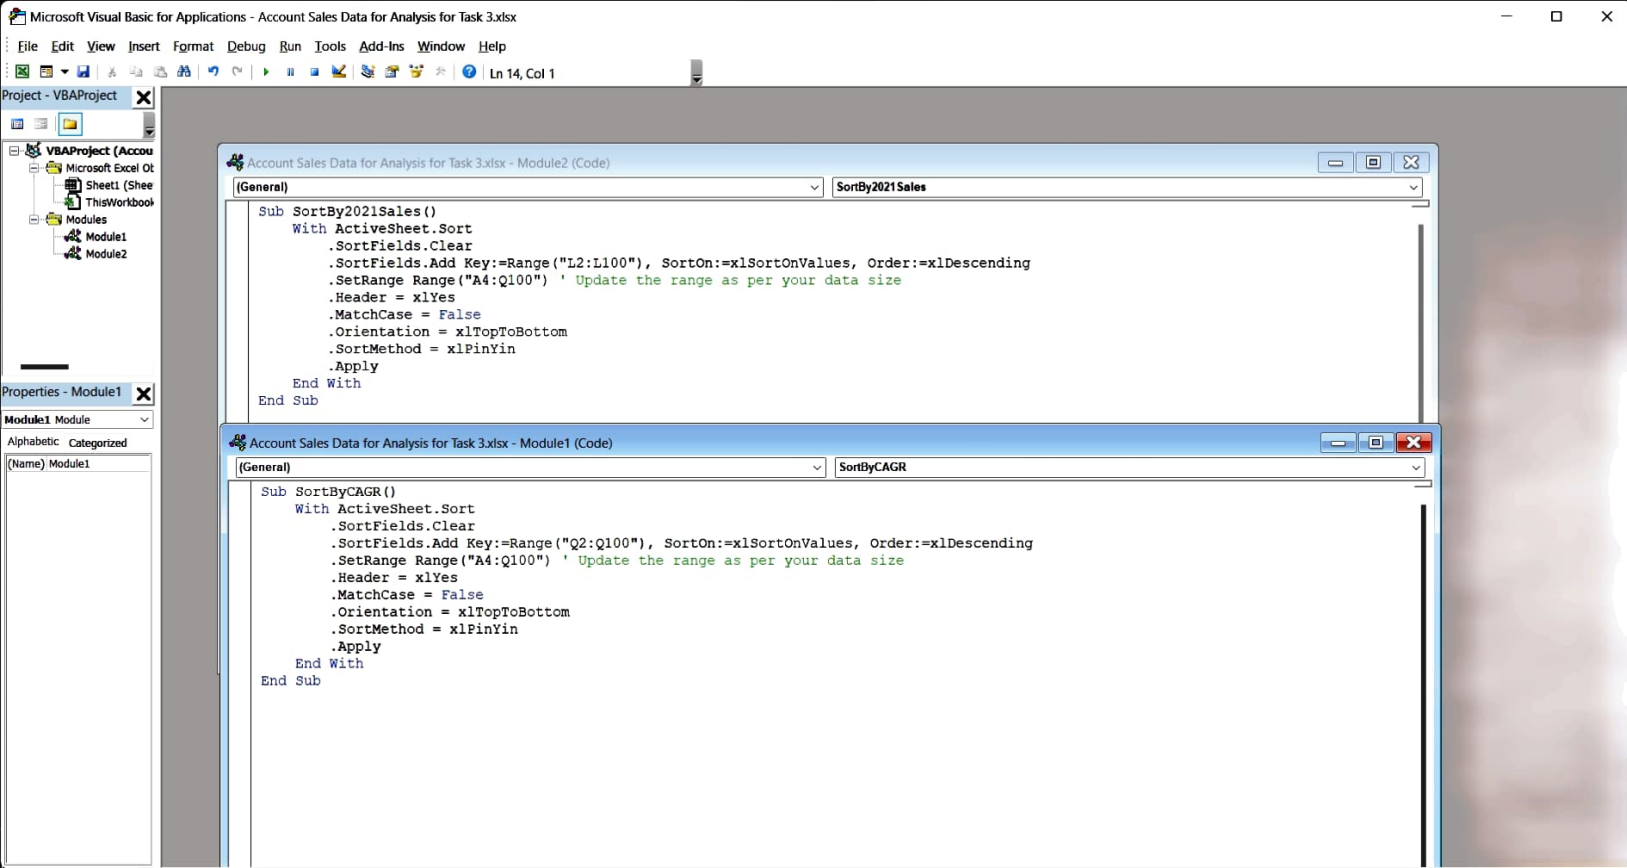 Microsoft Visual Basic for Applications - Account Sales Data for Analysis for Task 3.xlsx
File Edit View Insert Format Debug Run Tools Add-Ins Window Help
Ln 14, Col 1
Project - VBAProject
VBAProject (Accou
Microsoft Excel Ob
Sheet1 (Shee
ThisWorkbook
Modules
Module1
Module2
Properties - Module1
Module1 Module
Alphabetic Categorized
(Name) Module1
Account Sales Data for Analysis for Task 3.xlsx - Module2 (Code)
(General) SortBy2021Sales
Sub SortBy2021Sales()
With ActiveSheet.Sort
.SortFields.Clear
.SortFields.Add Key:=Range("L2:L100"), SortOn:=xlSortOnValues, Order:=xlDescending
.SetRange Range("A4:Q100") ' Update the range as per your data size
.Header = xlYes
.MatchCase = False
.Orientation = xlTopToBottom
.SortMethod = xlPinYin
.Apply
End With
End Sub
Account Sales Data for Analysis for Task 3.xlsx - Module1 (Code)
(General) SortByCAGR
Sub SortByCAGR()
With ActiveSheet.Sort
.SortFields.Clear
.SortFields.Add Key:=Range("Q2:Q100"), SortOn:=xlSortOnValues, Order:=xlDescending
.SetRange Range("A4:Q100") ' Update the range as per your data size
.Header = xlYes
.MatchCase = False
.Orientation = xlTopToBottom
.SortMethod = xlPinYin
.Apply
End With
End Sub